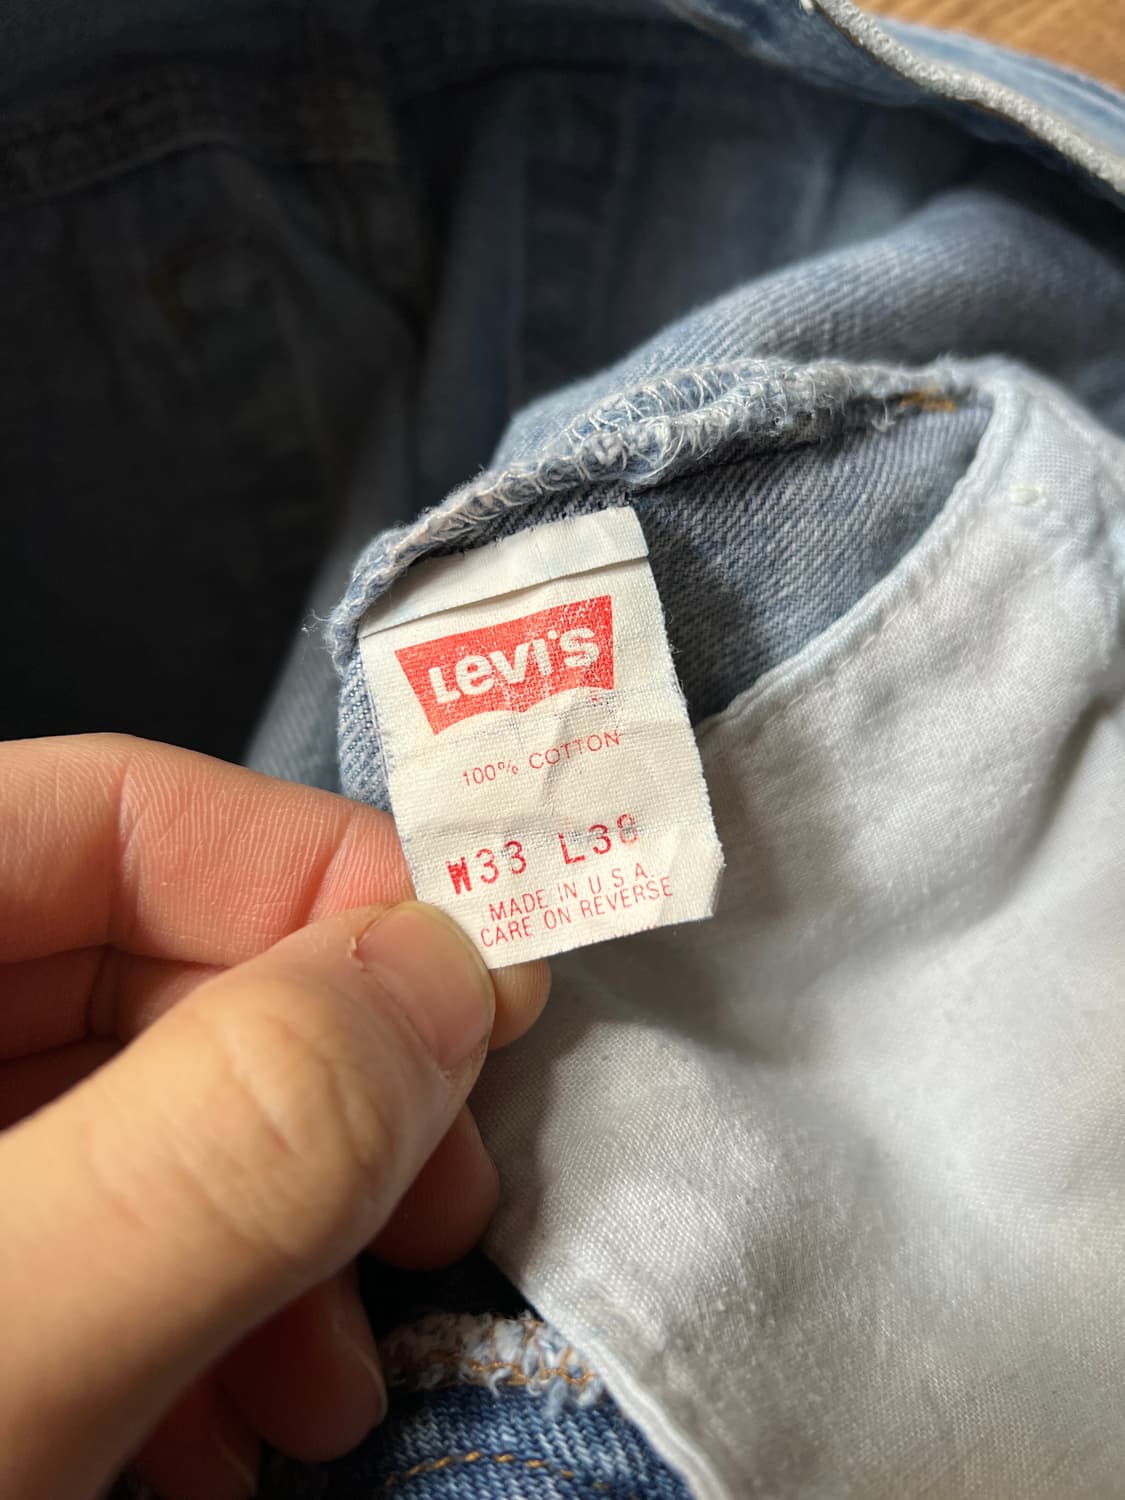 Levi's
100% COTTON
W33 L38
MADE IN U.S.A.
CARE ON REVERSE